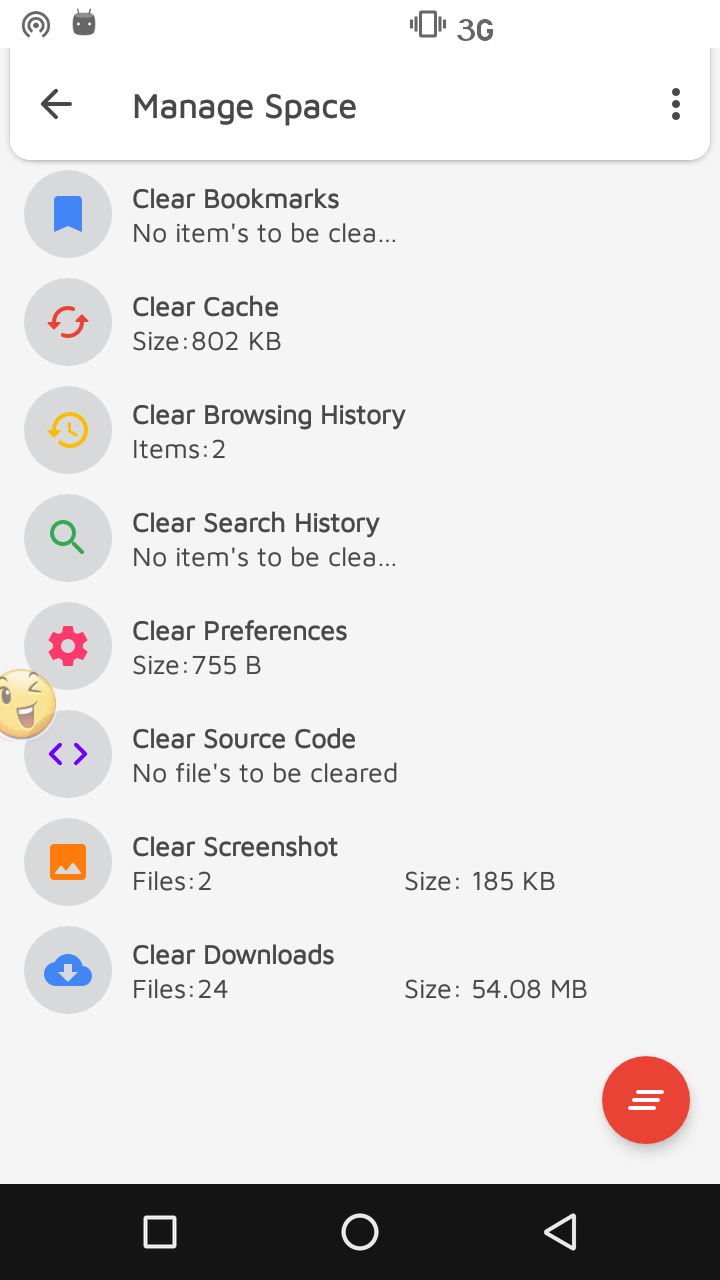 3G
Manage Space
Clear Bookmarks
No item's to be clea...
Clear Cache
Size:802 KB
Clear Browsing History
Items:2
Clear Search History
No item's to be clea...
Clear Preferences
Size:755 B
Clear Source Code
No file's to be cleared
Clear Screenshot
Files:2 Size: 185 KB
Clear Downloads
Files:24 Size: 54.08 MB